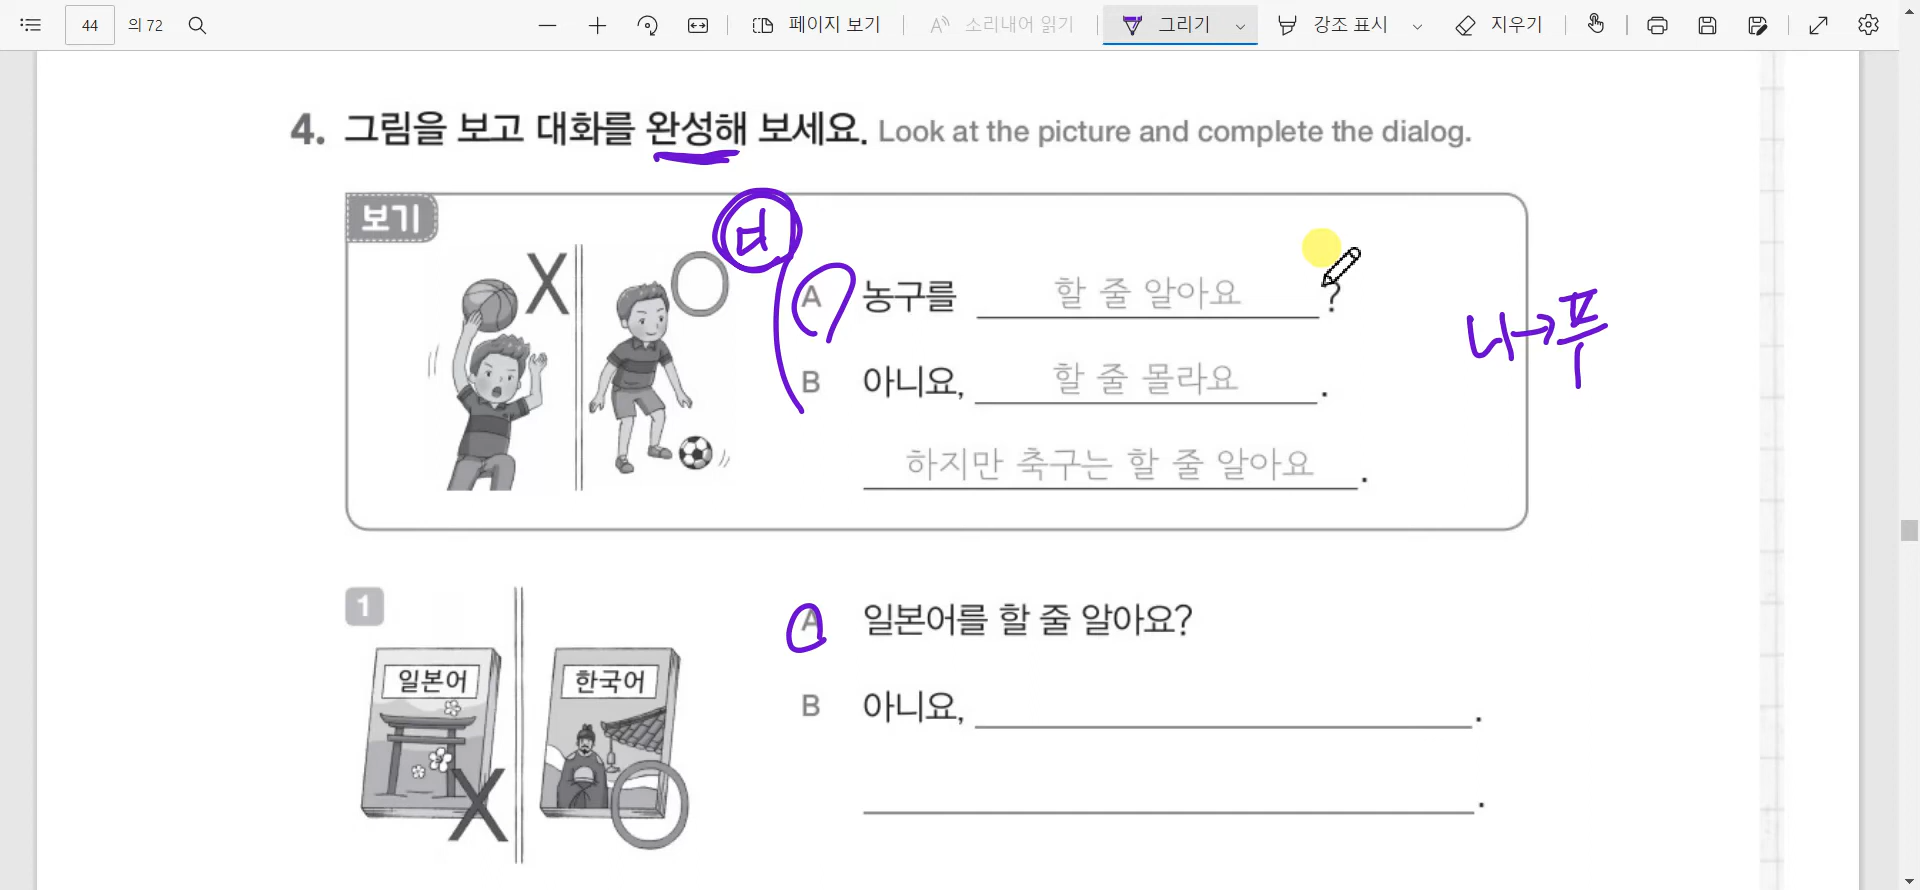 44 의 72 페이지 보기 소리내어 읽기 그리기 강조 표시 지우기
4. 그림을 보고 대화를 완성해 보세요. Look at the picture and complete the dialog.
보기
X O
A 농구를 할 줄 알아요?
B 아니요, 할 줄 몰라요.
하지만 축구는 할 줄 알아요.
1
일본어 X
한국어 O
A 일본어를 할 줄 알아요?
B 아니요, .
.